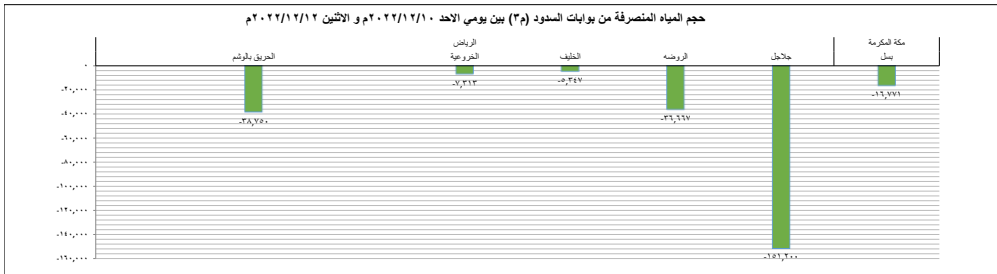 حجم المياه المنصرفة من بوابات السدود (م٣) بين يومي الاحد ٢٠٢٢/١٢/١٠م و الاثنين ٢٠٢٢/١٢/١٢م
مكة المكرمة
الرياض
بسل
جلاجل
الروضه
الخليف
الخروعية
الحريق بالوشم
٠
-٢٠,٠٠٠
-٤٠,٠٠٠
-٦٠,٠٠٠
-٨٠,٠٠٠
-١٠٠,٠٠٠
-١٢٠,٠٠٠
-١٤٠,٠٠٠
-١٦٠,٠٠٠
-١٦,٧٧١
-١٥١,٢٠٠
-٣٦,٦٦٧
-٥,٣٤٧
-٧,٣١٣
-٣٨,٧٥٠